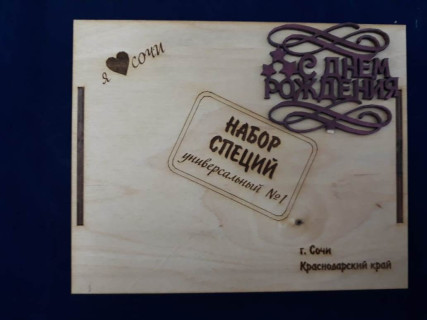 я ❤ сочи
С ДНЕМ
РОЖДЕНИЯ
НАБОР
СПЕЦИЙ
универсальный №1
г. Сочи
Краснодарский край